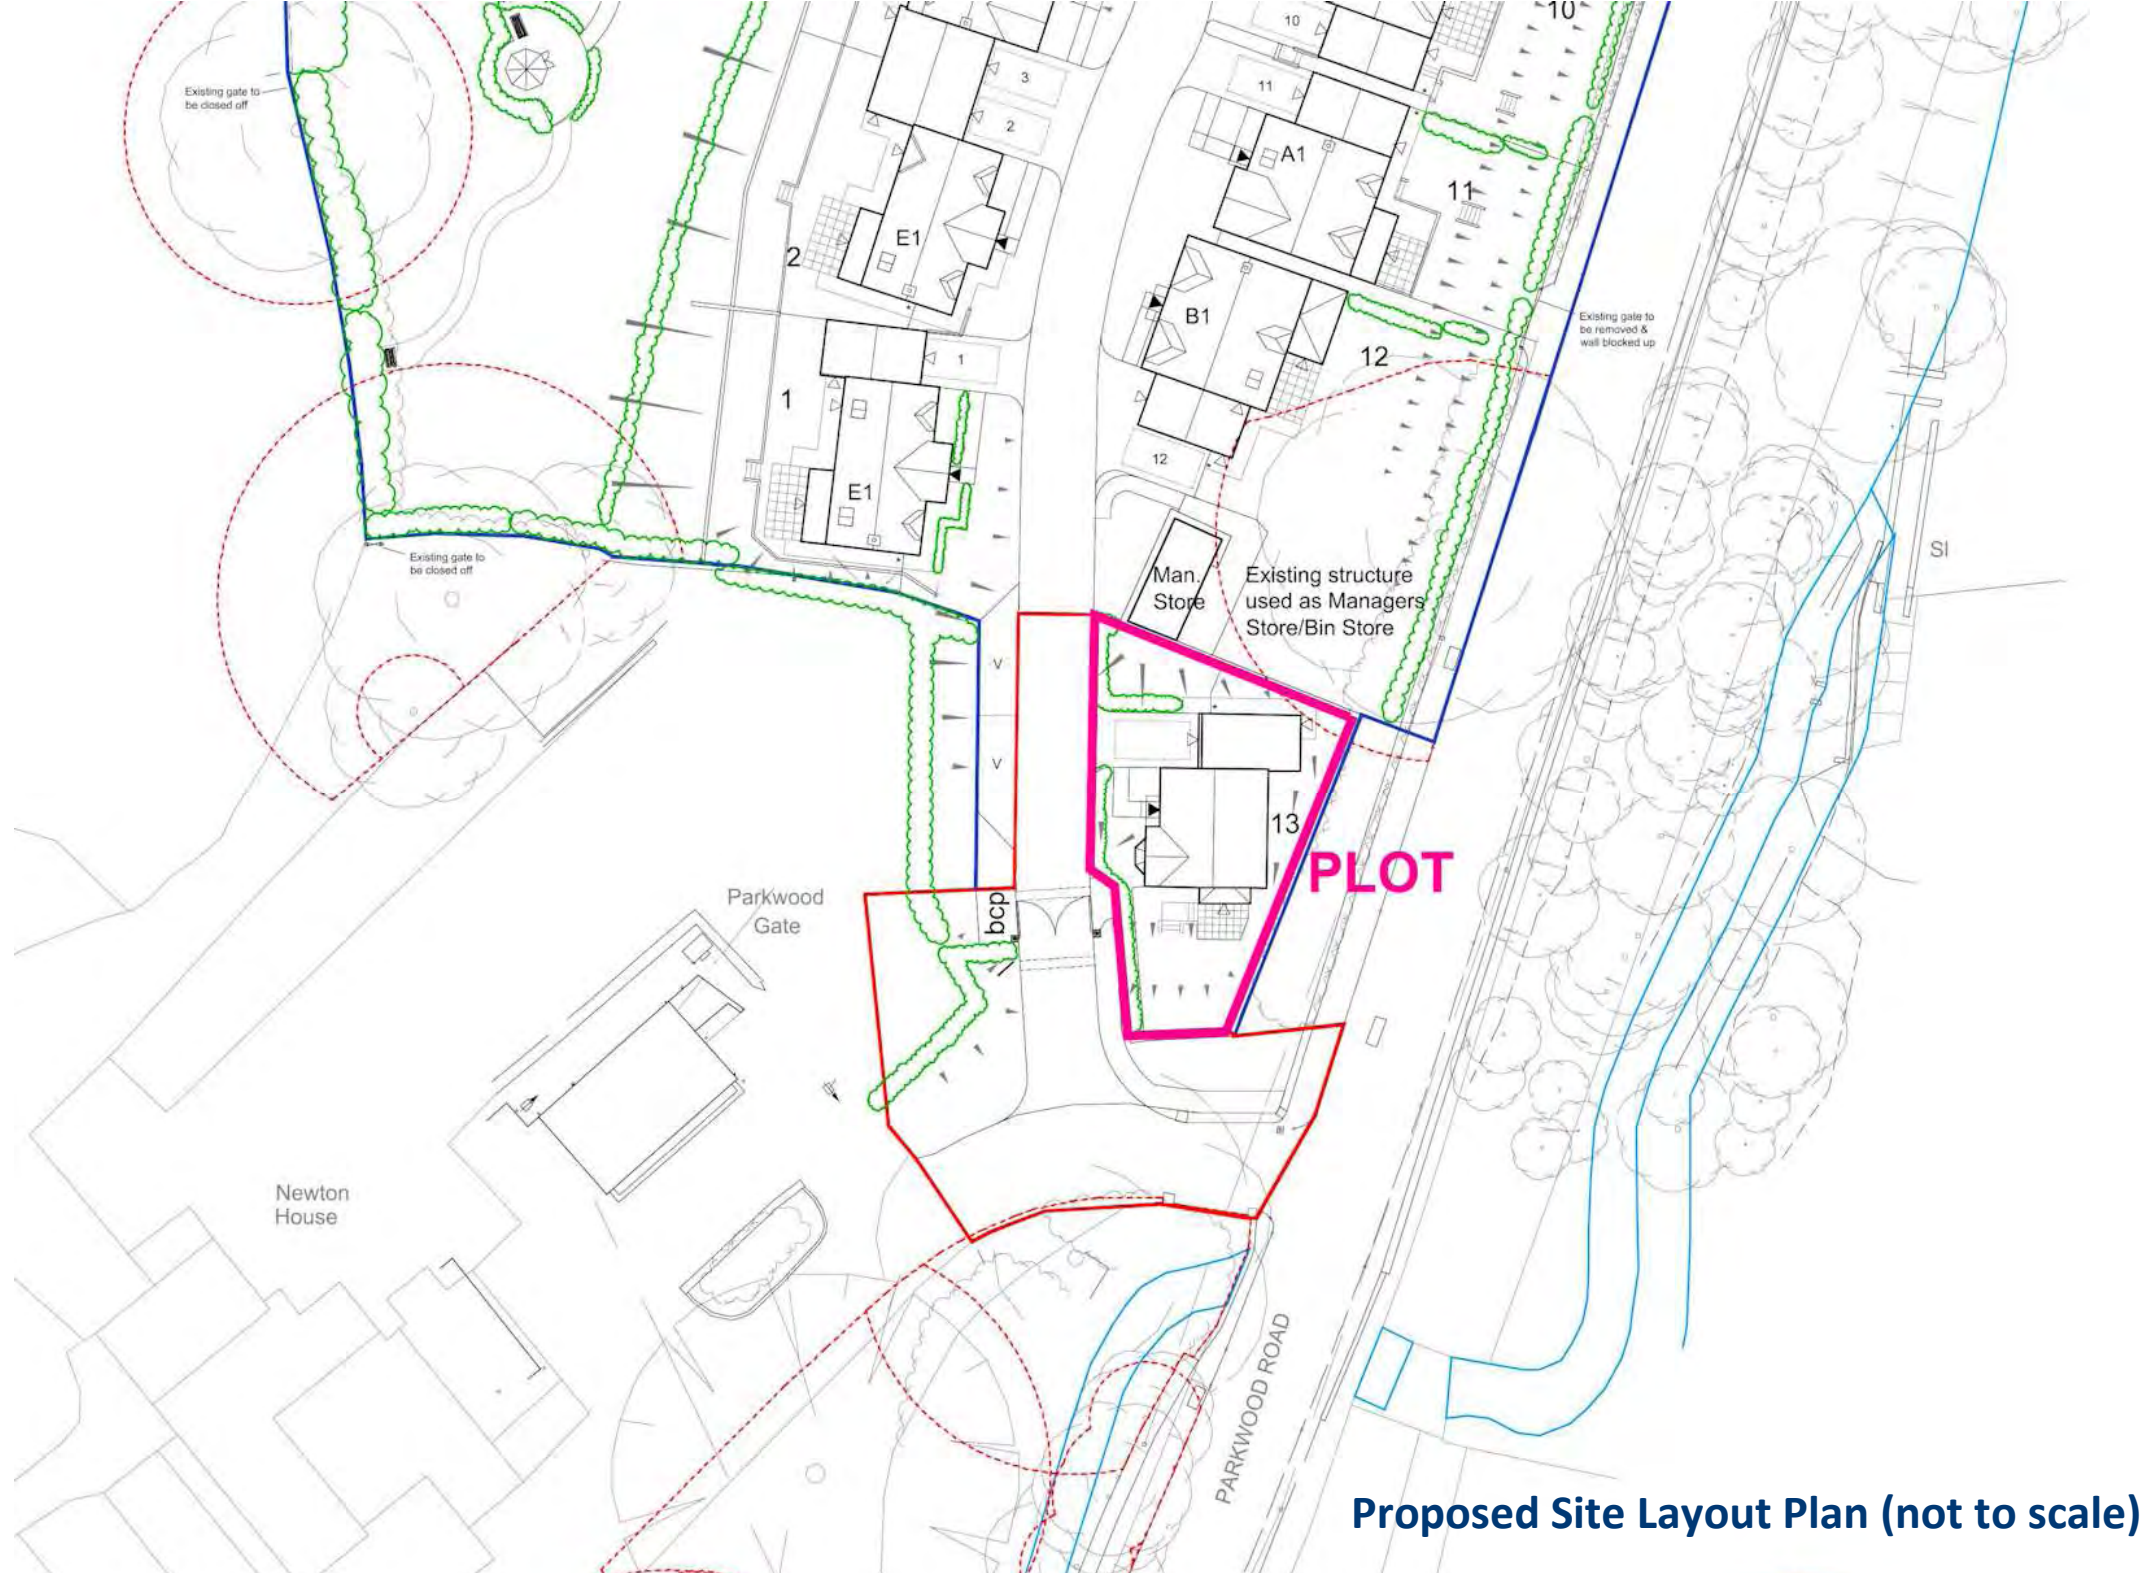 10
10
Existing gate to
be closed off
3
11
2
A1
11
2
E1
B1
Existing gate to
be removed &
wall blocked up
12
1
1
12
E1
Existing gate to
be closed off
SI
Man.
Store
Existing structure
used as Managers
Store/Bin Store
V
V
13
PLOT
Parkwood
Gate
bcp
Newton
House
PARKWOOD ROAD
Proposed Site Layout Plan (not to scale)